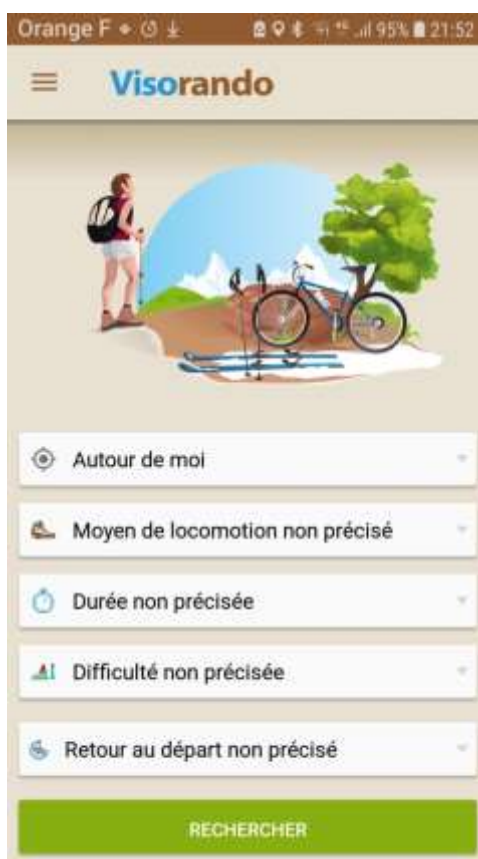 Orange F 95% 21:52
Visorando
Autour de moi
Moyen de locomotion non précisé
Durée non précisée
Difficulté non précisée
Retour au départ non précisé
RECHERCHER